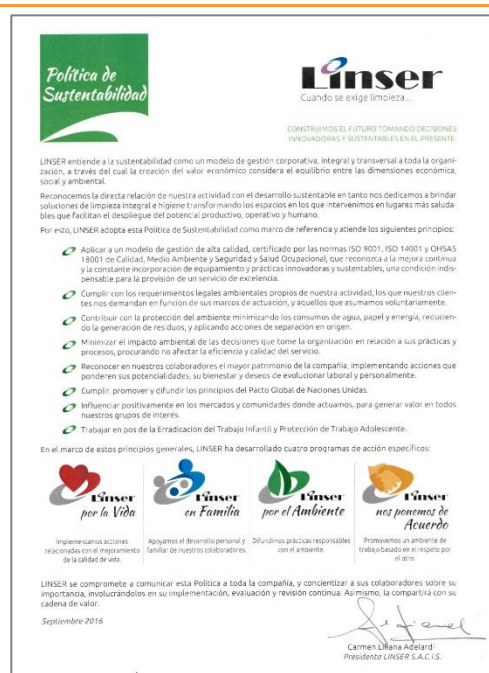 Política de
Sustentabilidad
Linser
Cuando se exige limpieza...
CONSTRUIMOS EL FUTURO TOMANDO DECISIONES
INNOVADORAS Y SUSTENTABLES EN EL PRESENTE.
LINSER entiende a la sustentabilidad como un modelo de gestión corporativa, integral y transversal a toda la organi-
zación, a través del cual la creación del valor económico considera el equilibrio entre las dimensiones económica,
social y ambiental.
Reconocemos la directa relación de nuestra actividad con el desarrollo sustentable en tanto nos dedicamos a brindar
soluciones de limpieza integral e higiene transformando los espacios en los que intervenimos en lugares más saluda-
bles que facilitan el despliegue del potencial productivo, operativo y humano.
Por esto, LINSER adopta esta Política de Sustentabilidad como marco de referencia y atiende los siguientes principios:
Aplicar a un modelo de gestión de alta calidad, certificado por las normas ISO 9001, ISO 14001 y OHSAS
18001 de Calidad, Medio Ambiente y Seguridad y Salud Ocupacional, que reconozca a la mejora continua
y la constante incorporación de equipamiento y prácticas innovadoras y sustentables, una condición indis-
pensable para la provisión de un servicio de excelencia.
Cumplir con los requerimientos legales ambientales propios de nuestra actividad, los que nuestros clien-
tes nos demandan en función de sus marcos de actuación, y aquellos que asumamos voluntariamente.
Contribuir con la protección del ambiente minimizando los consumos de agua, papel y energía, reducien-
do la generación de residuos, y aplicando acciones de separación en origen.
Minimizar el impacto ambiental de las decisiones que tome la organización en relación a sus prácticas y
procesos, procurando no afectar la eficiencia y calidad del servicio.
Reconocer en nuestros colaboradores el mayor patrimonio de la compañía, implementando acciones que
ponderen sus potencialidades, su bienestar y deseos de evolucionar laboral y personalmente.
Cumplir, promover y difundir los principios del Pacto Global de Naciones Unidas.
Influenciar positivamente en los mercados y comunidades donde actuamos, para generar valor en todos
nuestros grupos de interés.
Trabajar en pos de la Erradicación del Trabajo Infantil y Protección de Trabajo Adolescente.
En el marco de estos principios generales, LINSER ha desarrollado cuatro programas de acción específicos:
Linser
por la Vida
Implementamos acciones
relacionadas con el mejoramiento
de la calidad de vida.
Linser
en Familia
Apoyamos el desarrollo personal y
familiar de nuestros colaboradores.
Linser
por el Ambiente
Difundimos prácticas responsables
con el ambiente.
Linser
nos ponemos de
Acuerdo
Promovemos un ambiente de
trabajo basado en el respeto por
el otro.
LINSER se compromete a comunicar esta Política a toda la compañía, y concientizar a sus colaboradores sobre su
importancia, involucrándolos en su implementación, evaluación y revisión continua. Asimismo, la compartirá con su
cadena de valor.
Septiembre 2016
Carmen Liliana Adelardi
Presidenta LINSER S.A.C.I.S.